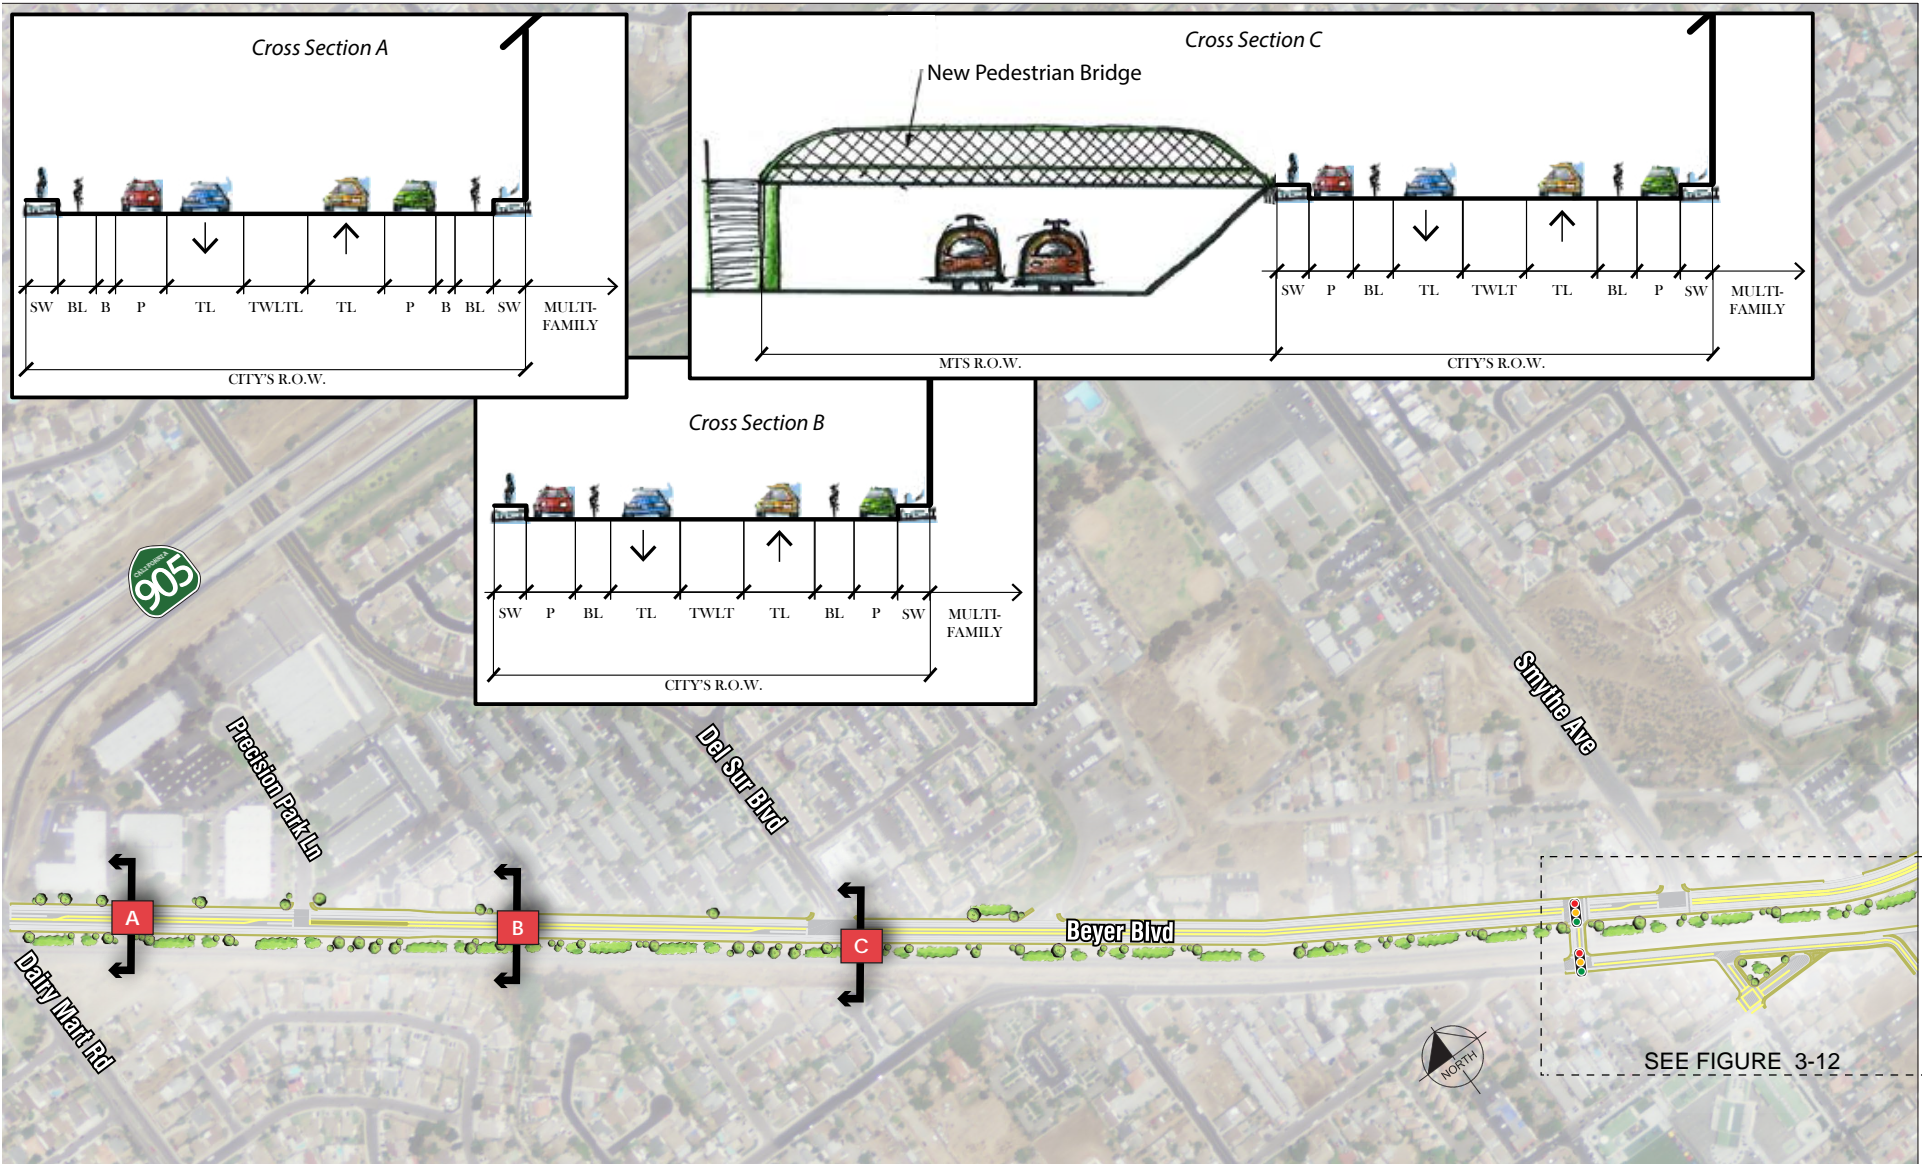 Cross Section A
SW BL B P TL TWLTL TL P B BL SW MULTI-
FAMILY
CITY'S R.O.W.
Cross Section C
New Pedestrian Bridge
SW P BL TL TWLT TL BL P SW MULTI-
FAMILY
MTS R.O.W. CITY'S R.O.W.
Cross Section B
SW P BL TL TWLT TL BL P SW MULTI-
FAMILY
CITY'S R.O.W.
CALIFORNIA
905
Precision Park Ln
Del Sur Blvd
Smythe Ave
A
B
C
Beyer Blvd
Dairy Mart Rd
NORTH
SEE FIGURE 3-12